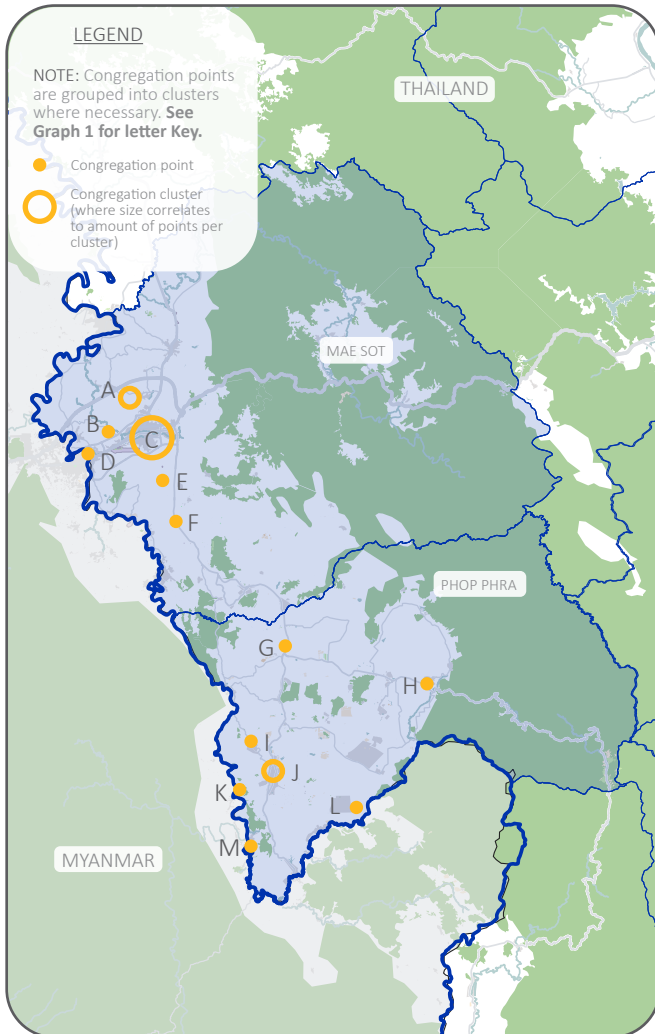 LEGEND
NOTE: Congregation points
are grouped into clusters
where necessary. See
Graph 1 for letter Key.
Congregation point
Congregation cluster
(where size correlates
to amount of points per
cluster)
THAILAND
MAE SOT
A
B
C
D
E
F
PHOP PHRA
G
H
I
J
K
L
M
MYANMAR